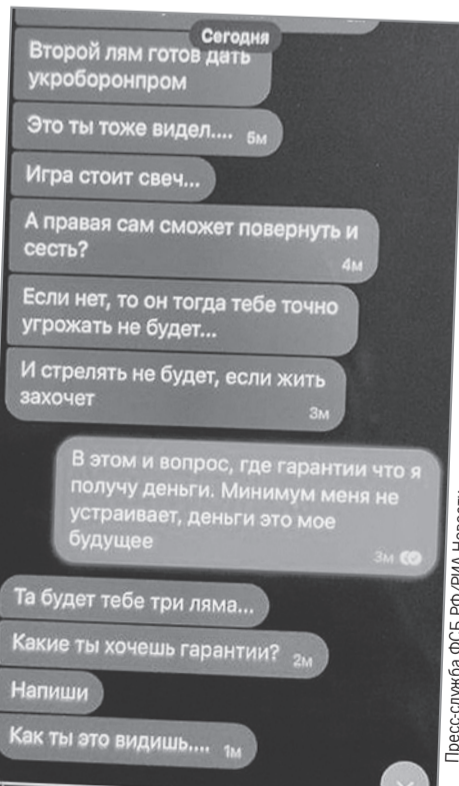 Сегодня
Второй лям готов дать
укроборонпром
Это ты тоже видел.... 5м
Игра стоит свеч...
А правая сам сможет повернуть и
сесть?
4м
Если нет, то он тогда тебе точно
угрожать не будет...
И стрелять не будет, если жить
захочет
3м
В этом и вопрос, где гарантии что я
получу деньги. Минимум меня не
устраивает, деньги это мое
будущее
3м
Та будет тебе три ляма...
Какие ты хочешь гарантии? 2м
Напиши
Как ты это видишь.... 1м
Пресс-служба ФСБ РФ/РИА Новости